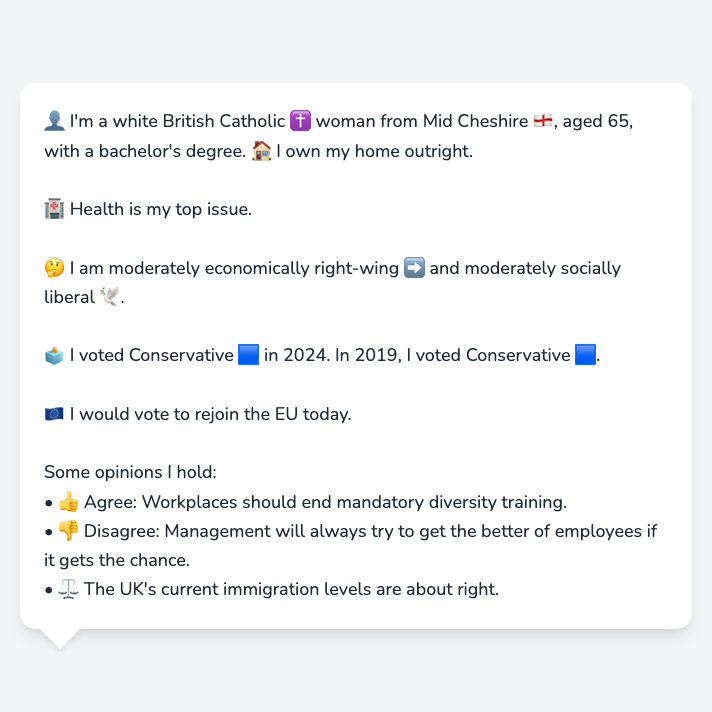 👤 I'm a white British Catholic ✝️ woman from Mid Cheshire 🏴󠁧󠁢󠁥󠁮󠁧󠁿, aged 65,
with a bachelor's degree. 🏠 I own my home outright.
🏥 Health is my top issue.
🤔 I am moderately economically right-wing ➡️ and moderately socially
liberal 🕊️.
🗳️ I voted Conservative 🟦 in 2024. In 2019, I voted Conservative 🟦.
🇪🇺 I would vote to rejoin the EU today.
Some opinions I hold:
• 👍 Agree: Workplaces should end mandatory diversity training.
• 👎 Disagree: Management will always try to get the better of employees if
it gets the chance.
• ⚖️ The UK's current immigration levels are about right.